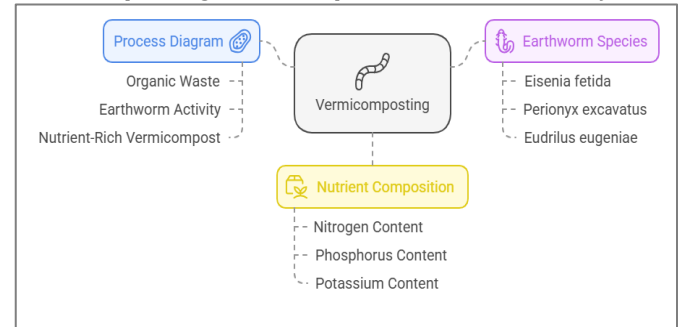 Process Diagram
Organic Waste
Earthworm Activity
Nutrient-Rich Vermicompost
Vermicomposting
Earthworm Species
Eisenia fetida
Perionyx excavatus
Eudrilus eugeniae
Nutrient Composition
Nitrogen Content
Phosphorus Content
Potassium Content